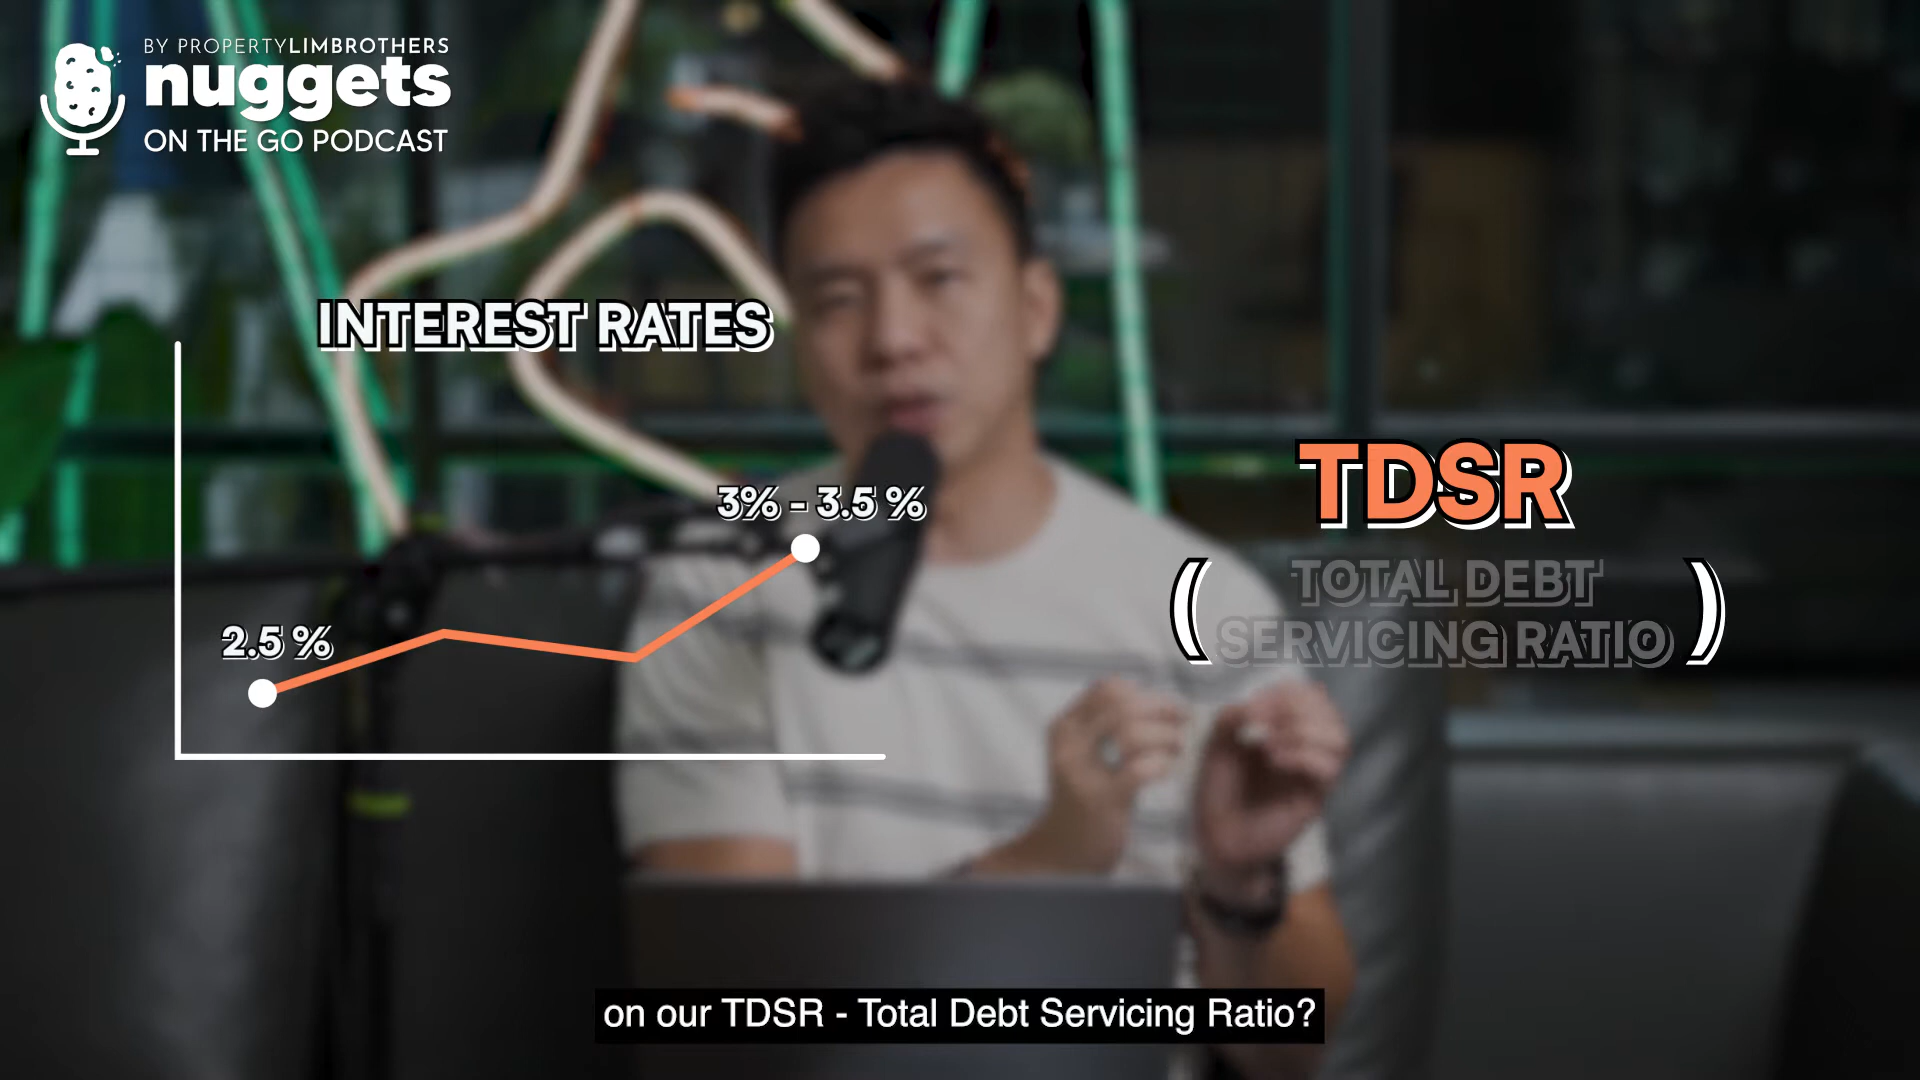 BY PROPERTYLIMBROTHERS
nuggets
ON THE GO PODCAST
INTEREST RATES
3% - 3.5 %
2.5 %
TDSR
( TOTAL DEBT
SERVICING RATIO )
on our TDSR - Total Debt Servicing Ratio?